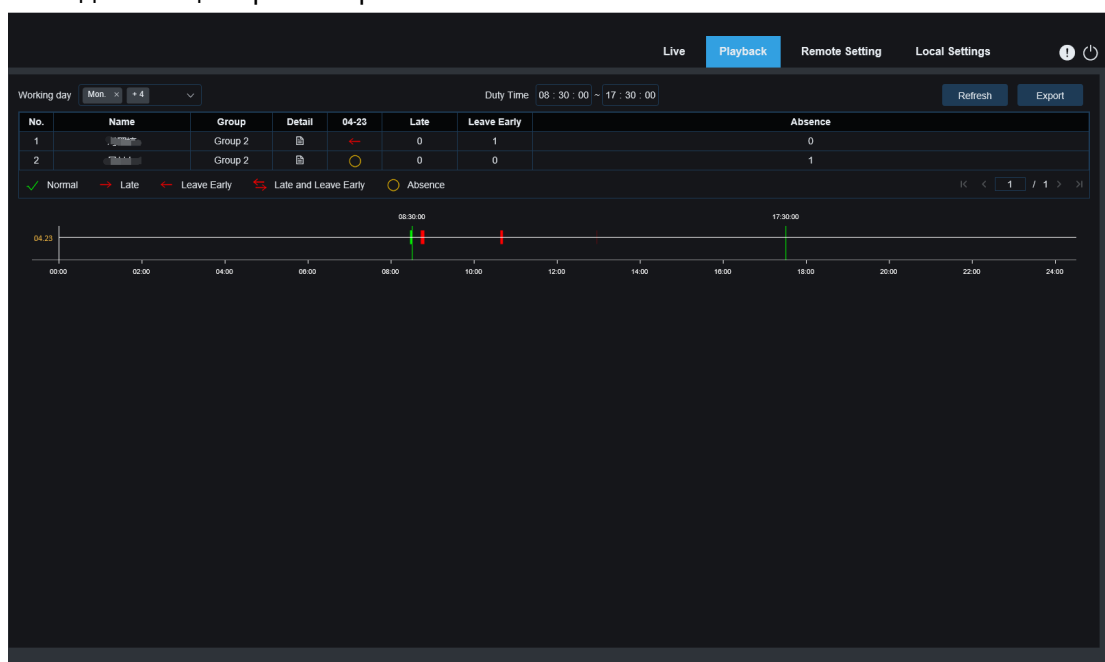 Live Playback Remote Setting Local Settings
Working day Mon. × + 4 Duty Time 08 : 30 : 00 ~ 17 : 30 : 00 Refresh Export
No. Name Group Detail 04-23 Late Leave Early Absence
1 Group 2 0 1 0
2 Group 2 0 0 1
Normal Late Leave Early Late and Leave Early Absence 1 / 1
08:30:00 17:30:00
04.23
00:00 02:00 04:00 06:00 08:00 10:00 12:00 14:00 16:00 18:00 20:00 22:00 24:00